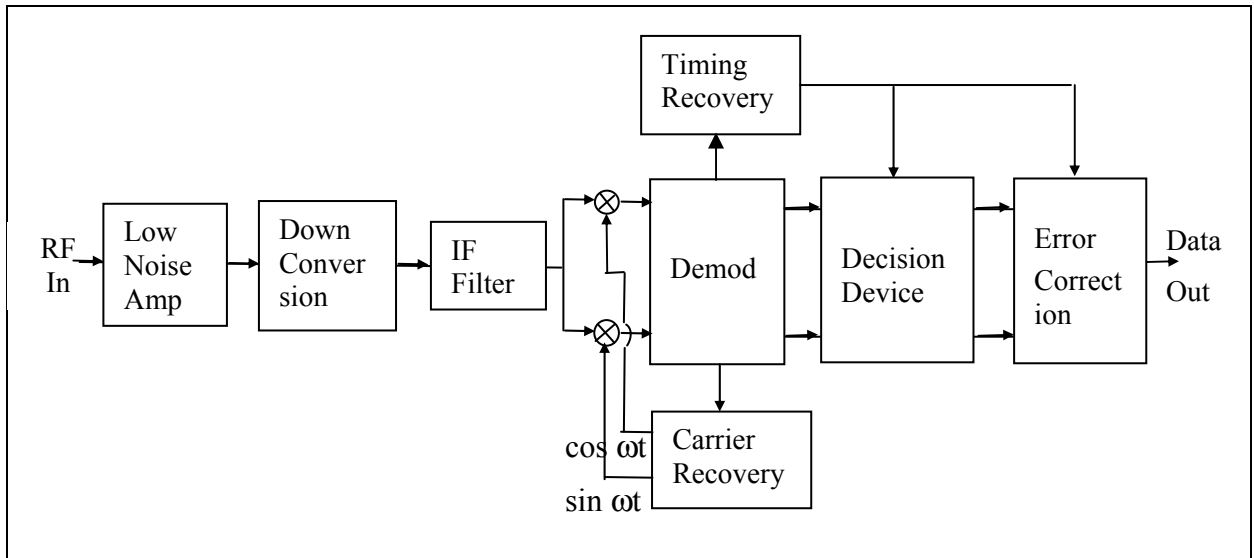 Timing
Recovery
RF
In
Low
Noise
Amp
Down
Conver
sion
IF
Filter
Demod
Decision
Device
Error
Correct
ion
Data
Out
cos ωt
sin ωt
Carrier
Recovery